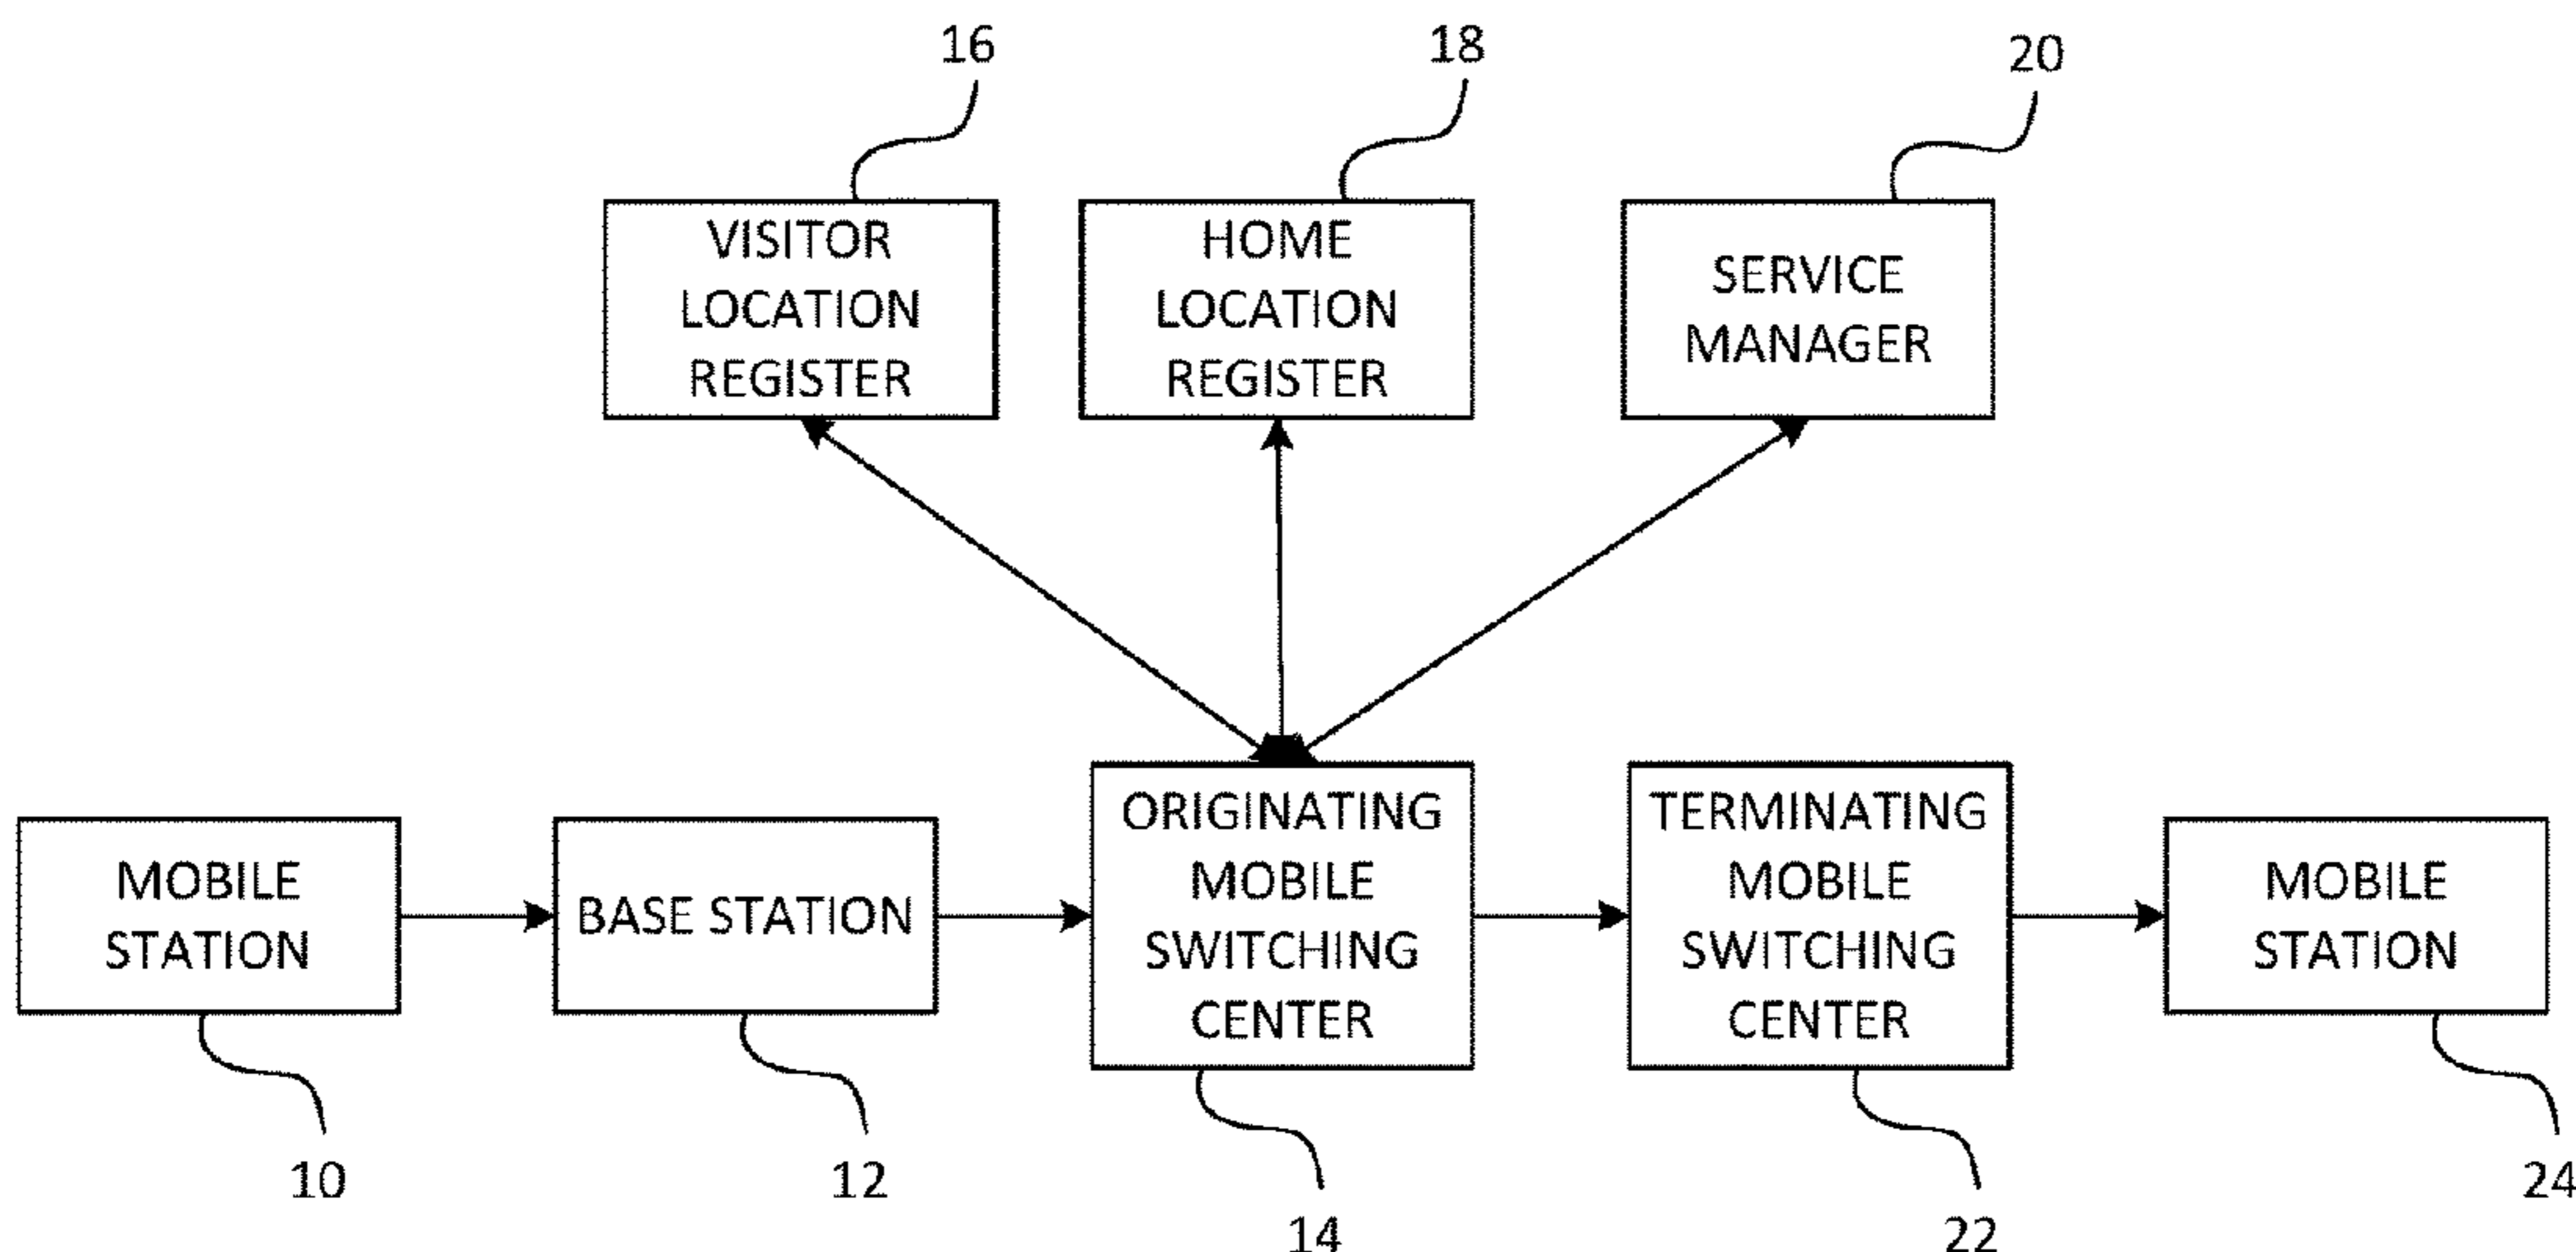 16
18
20
VISITOR
LOCATION
REGISTER
HOME
LOCATION
REGISTER
SERVICE
MANAGER
MOBILE
STATION
BASE STATION
ORIGINATING
MOBILE
SWITCHING
CENTER
TERMINATING
MOBILE
SWITCHING
CENTER
MOBILE
STATION
10
12
14
22
24